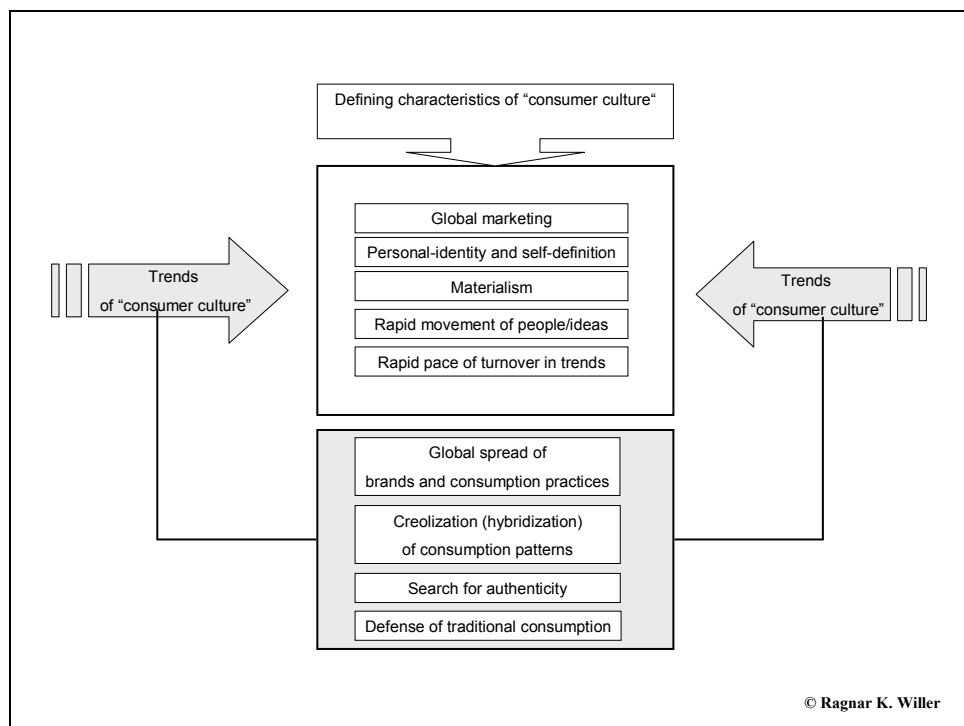 Defining characteristics of “consumer culture“
Global marketing
Personal-identity and self-definition
Materialism
Rapid movement of people/ideas
Rapid pace of turnover in trends
Trends
of “consumer culture”
Trends
of “consumer culture”
Global spread of
brands and consumption practices
Creolization (hybridization)
of consumption patterns
Search for authenticity
Defense of traditional consumption
© Ragnar K. Willer